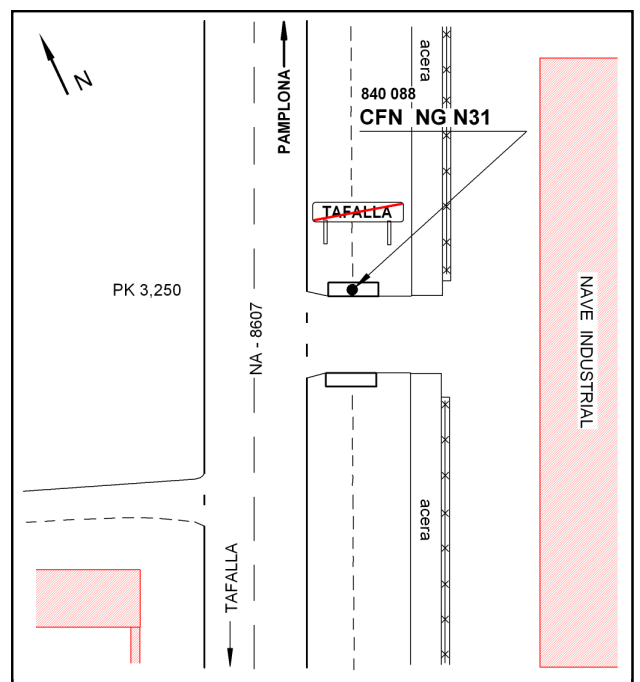 N
PAMPLONA
acera
840 088
CFN NG N31
TAFALLA
PK 3,250
NA - 8607
NAVE INDUSTRIAL
acera
TAFALLA